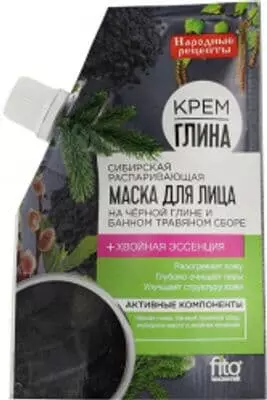 Народные
рецепты
КРЕМ
ГЛИНА
СИБИРСКАЯ
РАСПАРИВАЮЩАЯ
МАСКА ДЛЯ ЛИЦА
НА ЧЁРНОЙ ГЛИНЕ И
БАННОМ ТРАВЯНОМ СБОРЕ
+ ХВОЙНАЯ ЭССЕНЦИЯ
Разогревает кожу
Глубоко очищает поры
Улучшает структуру кожи
АКТИВНЫЕ КОМПОНЕНТЫ
fito
косметик